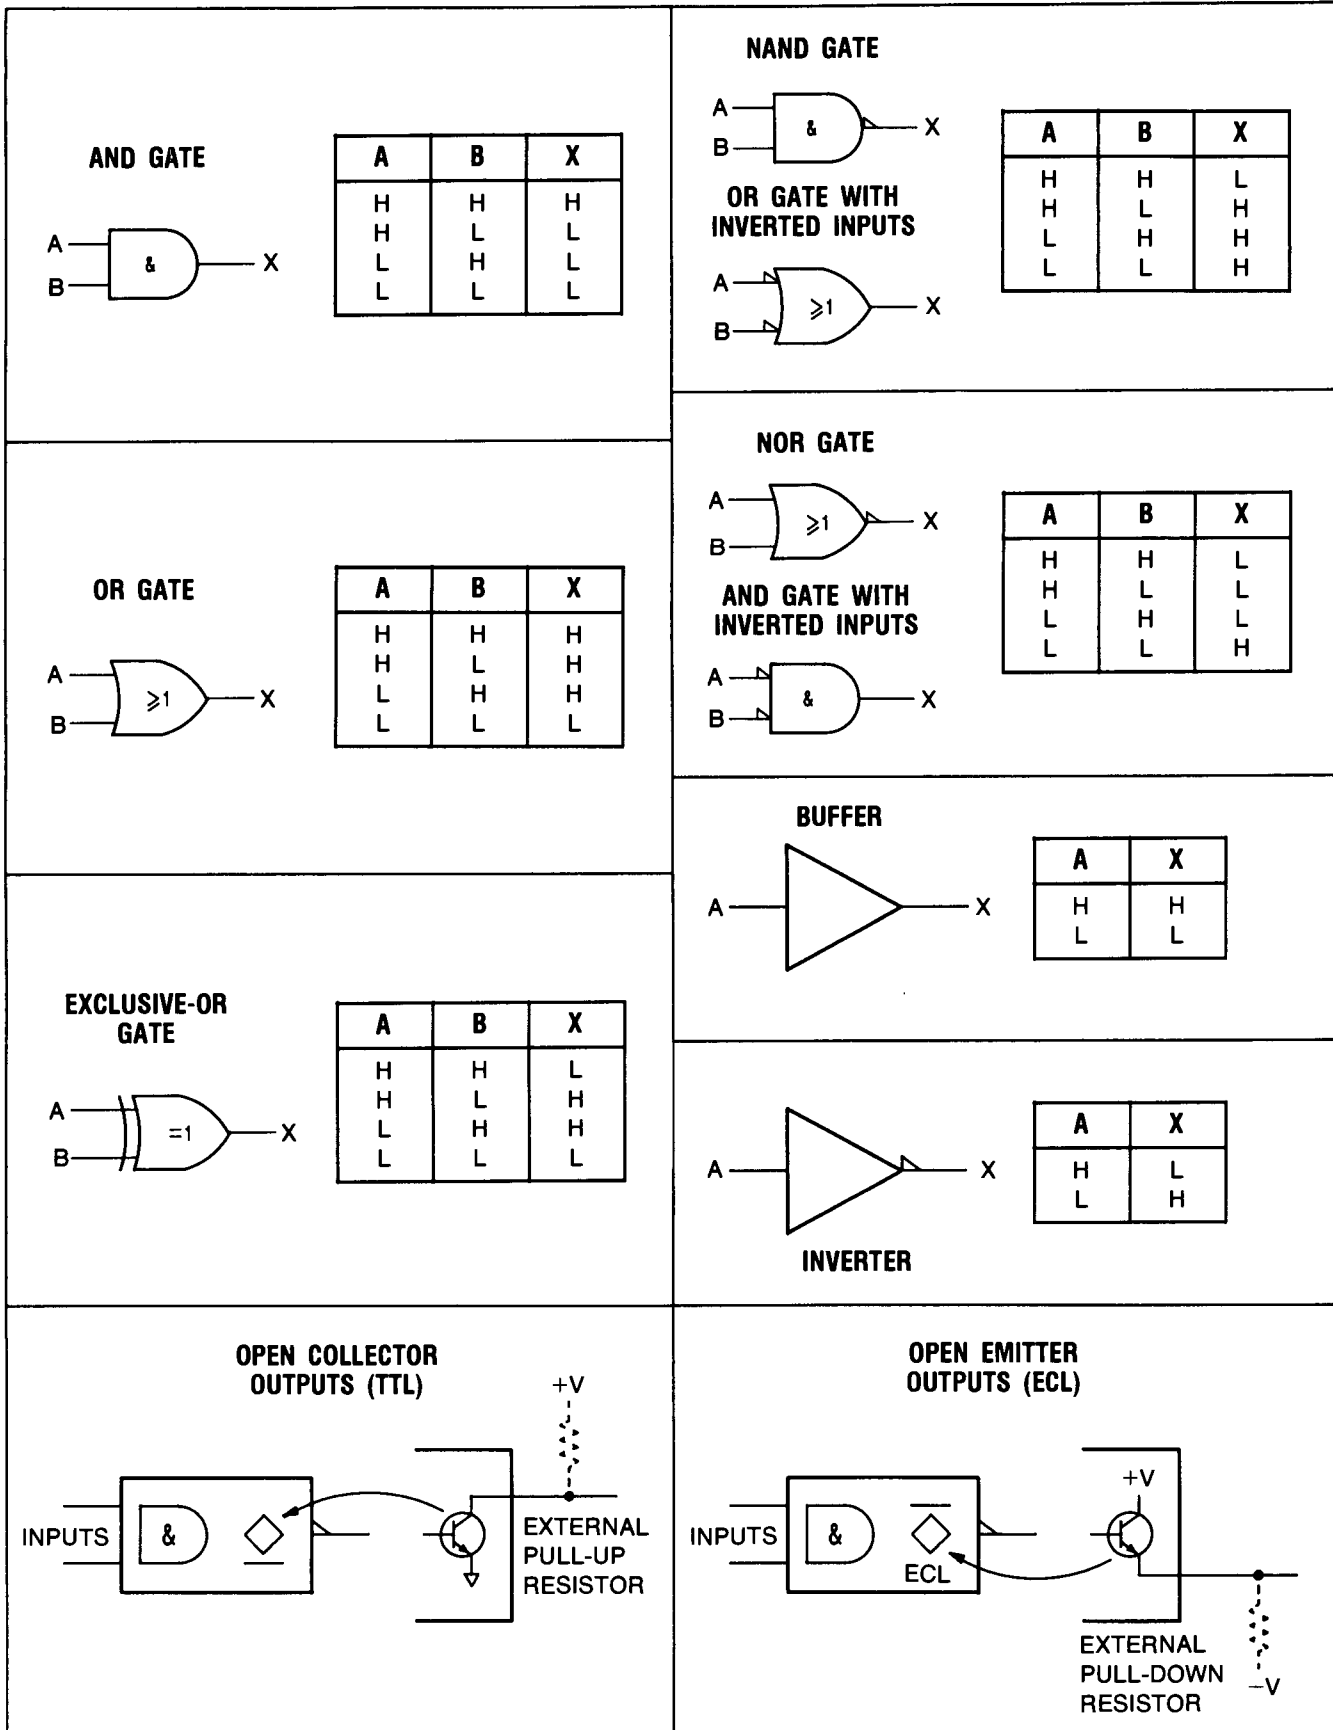 AND GATE
A
B
&
X
A B X
H H H
H L L
L H L
L L L
NAND GATE
A
B
&
X
OR GATE WITH
INVERTED INPUTS
A
B
⩾1
X
A B X
H H L
H L H
L H H
L L H
OR GATE
A
B
⩾1
X
A B X
H H H
H L H
L H H
L L L
NOR GATE
A
B
⩾1
X
AND GATE WITH
INVERTED INPUTS
A
B
&
X
A B X
H H L
H L L
L H L
L L H
BUFFER
A
X
A X
H H
L L
EXCLUSIVE-OR
GATE
A
B
=1
X
A B X
H H L
H L H
L H H
L L L
A
X
INVERTER
A X
H L
L H
OPEN COLLECTOR
OUTPUTS (TTL)
+V
INPUTS
&
EXTERNAL
PULL-UP
RESISTOR
OPEN EMITTER
OUTPUTS (ECL)
+V
INPUTS
&
ECL
EXTERNAL
PULL-DOWN
RESISTOR
−V